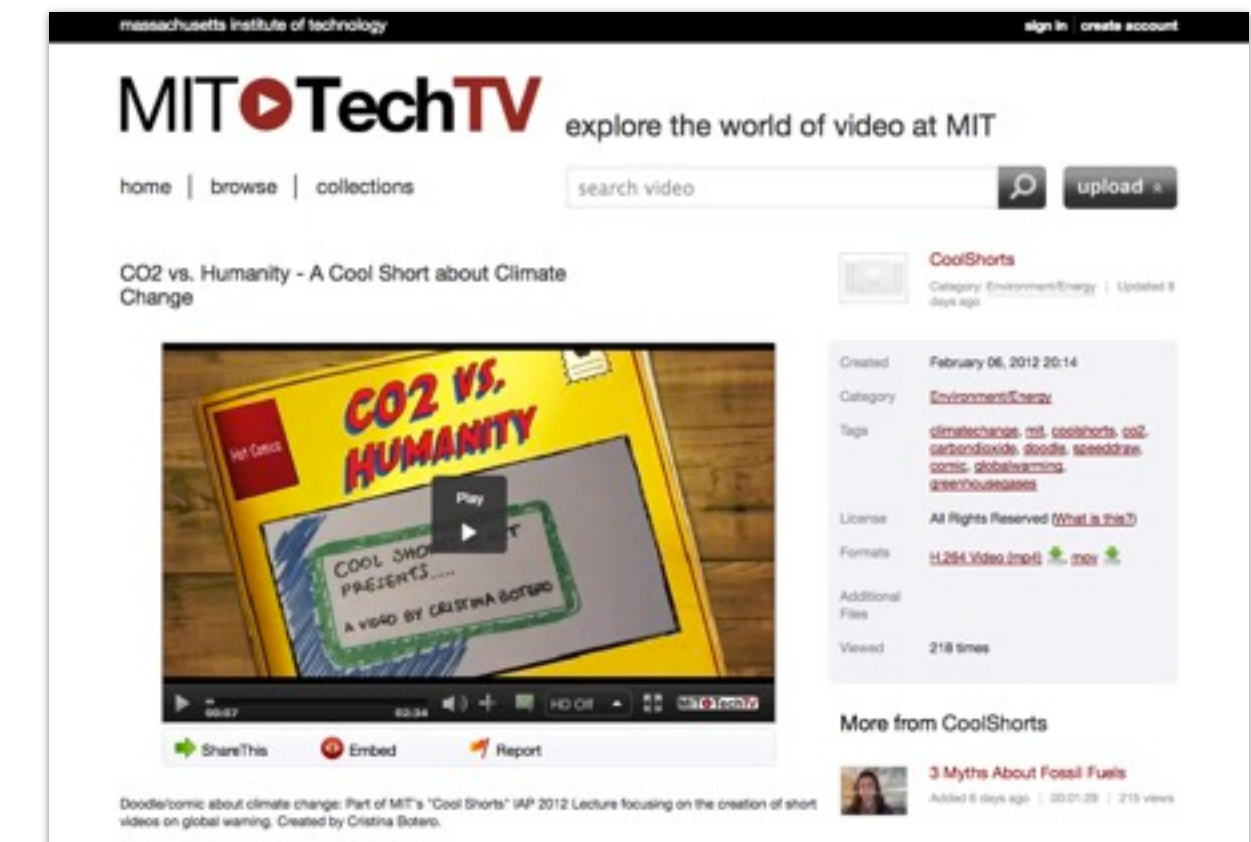 massachusetts institute of technology
sign in | create account
MIT TechTV
explore the world of video at MIT
home | browse | collections
search video
upload
CO2 vs. Humanity - A Cool Short about Climate
Change
CoolShorts
Category: Environment/Energy | Updated 8
days ago
CO2 VS.
HUMANITY
Hot Comics
Play
COOL SHO
PRESENTS....
A VIDEO BY CRISTINA BOTERO
00:07
02:34
HD Off
MIT TechTV
ShareThis
Embed
Report
Doodle/comic about climate change: Part of MIT's "Cool Shorts" IAP 2012 Lecture focusing on the creation of short
videos on global warning. Created by Cristina Botero.
Created February 06, 2012 20:14
Category Environment/Energy
Tags climatechange, mit, coolshorts, co2,
carbondioxide, doodle, speeddraw,
comic, globalwarming,
greenhousegases
License All Rights Reserved (What is this?)
Formats H.264 Video (mp4) , mov
Additional
Files
Viewed 218 times
More from CoolShorts
3 Myths About Fossil Fuels
Added 6 days ago | 00:01:29 | 215 views